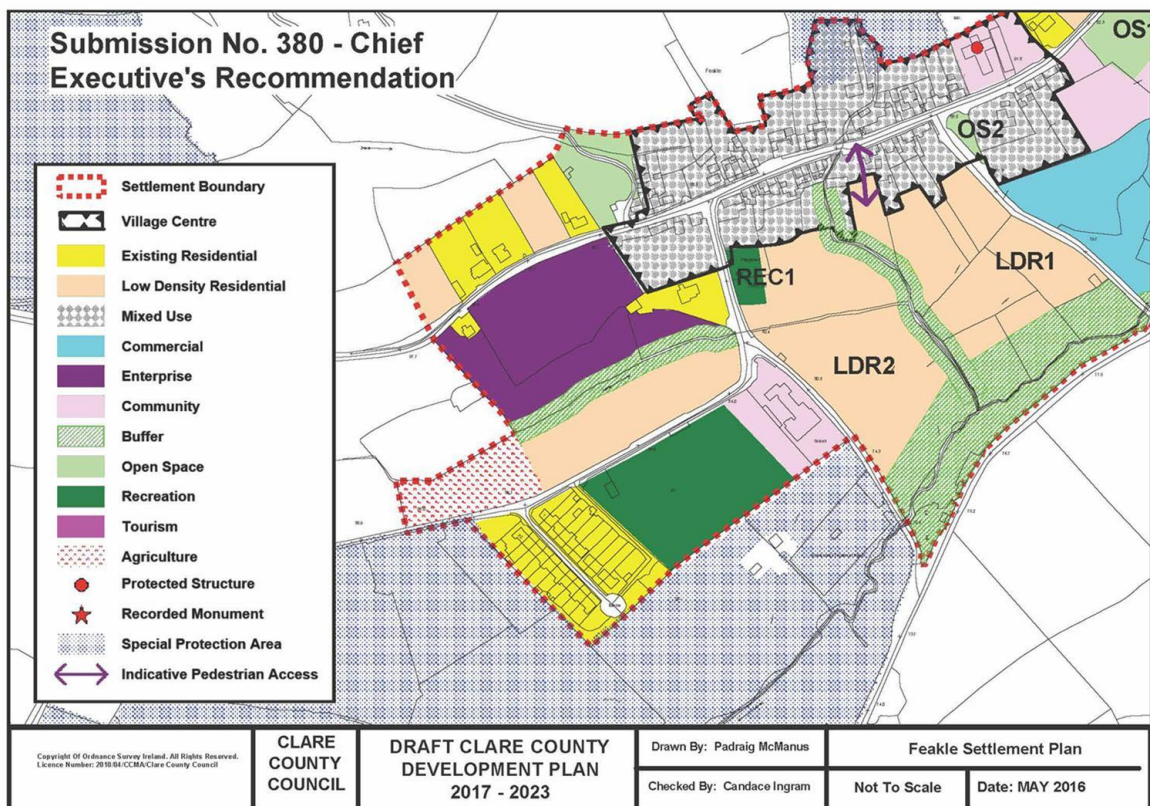 Submission No. 380 - Chief
Executive's Recommendation
Feakle
OS1
OS2
REC1
LDR1
LDR2
Settlement Boundary
Village Centre
Existing Residential
Low Density Residential
Mixed Use
Commercial
Enterprise
Community
Buffer
Open Space
Recreation
Tourism
Agriculture
Protected Structure
Recorded Monument
Special Protection Area
Indicative Pedestrian Access
Copyright Of Ordnance Survey Ireland. All Rights Reserved.
Licence Number: 2010/04/CCMA/Clare County Council
CLARE
COUNTY
COUNCIL
DRAFT CLARE COUNTY
DEVELOPMENT PLAN
2017 - 2023
Drawn By: Padraig McManus
Checked By: Candace Ingram
Feakle Settlement Plan
Not To Scale
Date: MAY 2016